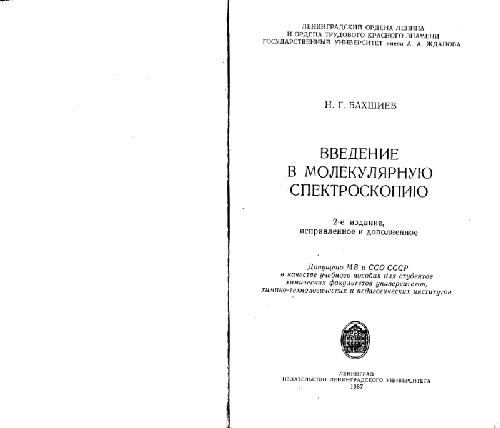 ЛЕНИНГРАДСКИЙ ОРДЕНА ЛЕНИНА
И ОРДЕНА ТРУДОВОГО КРАСНОГО ЗНАМЕНИ
ГОСУДАРСТВЕННЫЙ УНИВЕРСИТЕТ имени А. А. ЖДАНОВА
Н. Г. БАХШИЕВ
ВВЕДЕНИЕ
В МОЛЕКУЛЯРНУЮ
СПЕКТРОСКОПИЮ
2-е издание,
исправленное и дополненное
Допущено МВ и ССО СССР
в качестве учебного пособия для студентов
химических факультетов университетов,
химико-технологических и педагогических институтов
ЛЕНИНГРАД
ИЗДАТЕЛЬСТВО ЛЕНИНГРАДСКОГО УНИВЕРСИТЕТА
1987